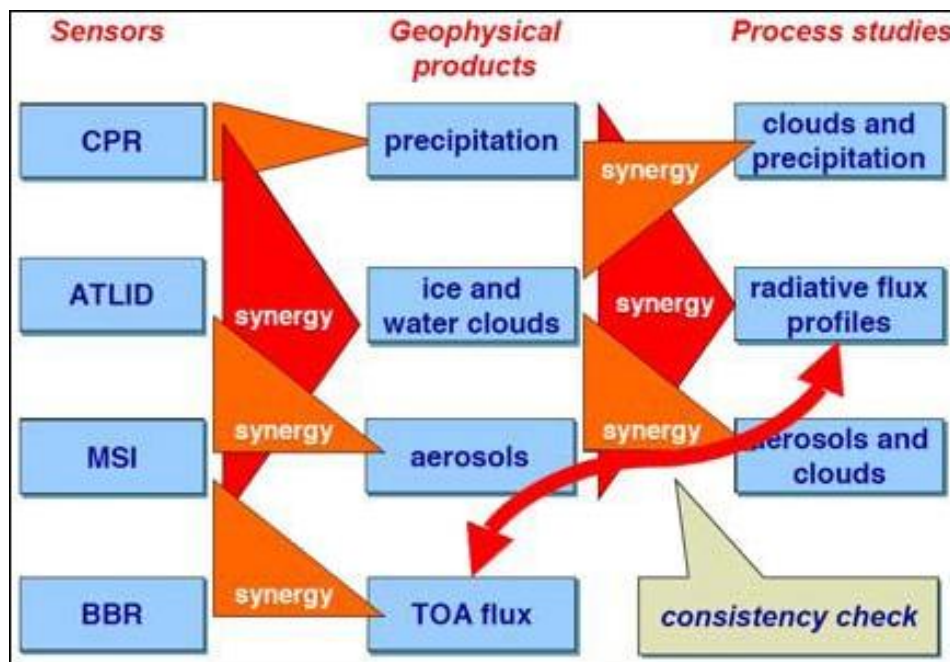 Sensors
Geophysical
products
Process studies
CPR
precipitation
synergy
clouds and
precipitation
ATLID
synergy
ice and
water clouds
synergy
radiative flux
profiles
MSI
synergy
aerosols
synergy
aerosols and
clouds
BBR
synergy
TOA flux
consistency check